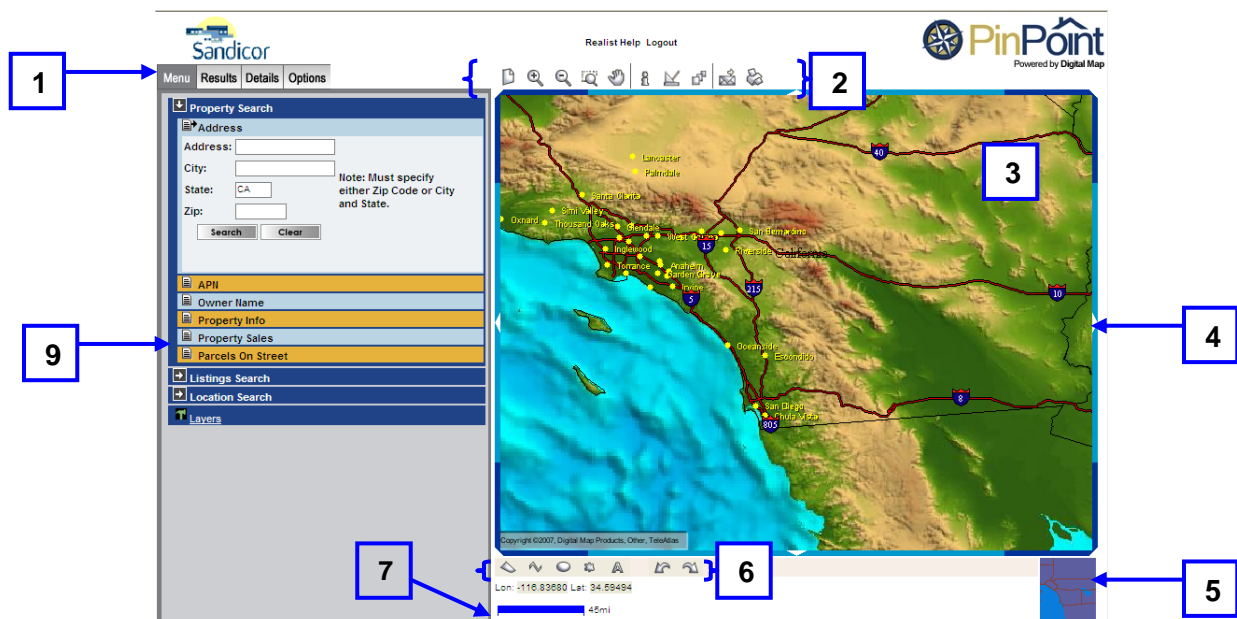 Sandicor
Realist Help Logout
PinPoint
Powered by Digital Map
1
2
Menu Results Details Options
Property Search
Address
Address:
City:
State: CA
Zip:
Note: Must specify
either Zip Code or City
and State.
Search Clear
APN
Owner Name
Property Info
Property Sales
Parcels On Street
Listings Search
Location Search
Layers
9
3
40
Lancaster
Palmdale
Santa Clarita
Simi Valley
Oxnard
Thousand Oaks
Glendale
West Covina
San Bernardino
15
Inglewood
Riverside
California
Torrance
Anaheim
Garden Grove
Irvine
5
215
10
4
Oceanside
Escondido
8
San Diego
Chula Vista
805
Copyright ©2007, Digital Map Products, Other, TeleAtlas
7
6
A
Lon: -116.83680 Lat: 34.59494
45mi
5